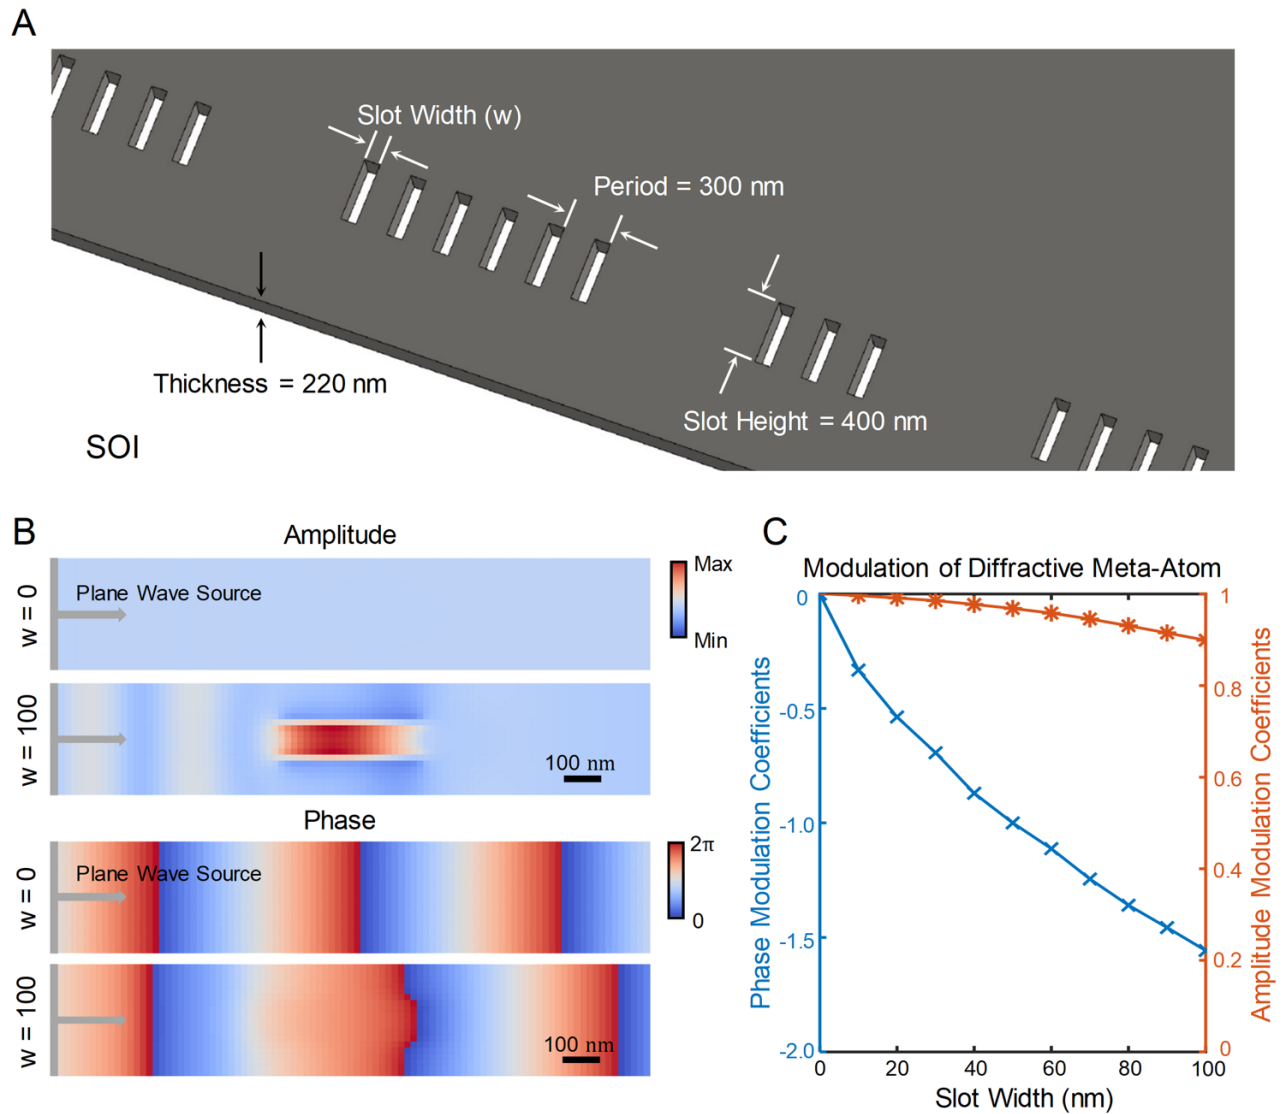 A
Slot Width (w)
Period = 300 nm
Thickness = 220 nm
Slot Height = 400 nm
SOI
B
Amplitude
w = 0
Plane Wave Source
Max
Min
w = 100
100 nm
Phase
w = 0
Plane Wave Source
2π
0
w = 100
100 nm
C
Modulation of Diffractive Meta-Atom
Phase Modulation Coefficients
0
-0.5
-1.0
-1.5
-2.0
Amplitude Modulation Coefficients
1
0.8
0.6
0.4
0.2
0
0 20 40 60 80 100
Slot Width (nm)